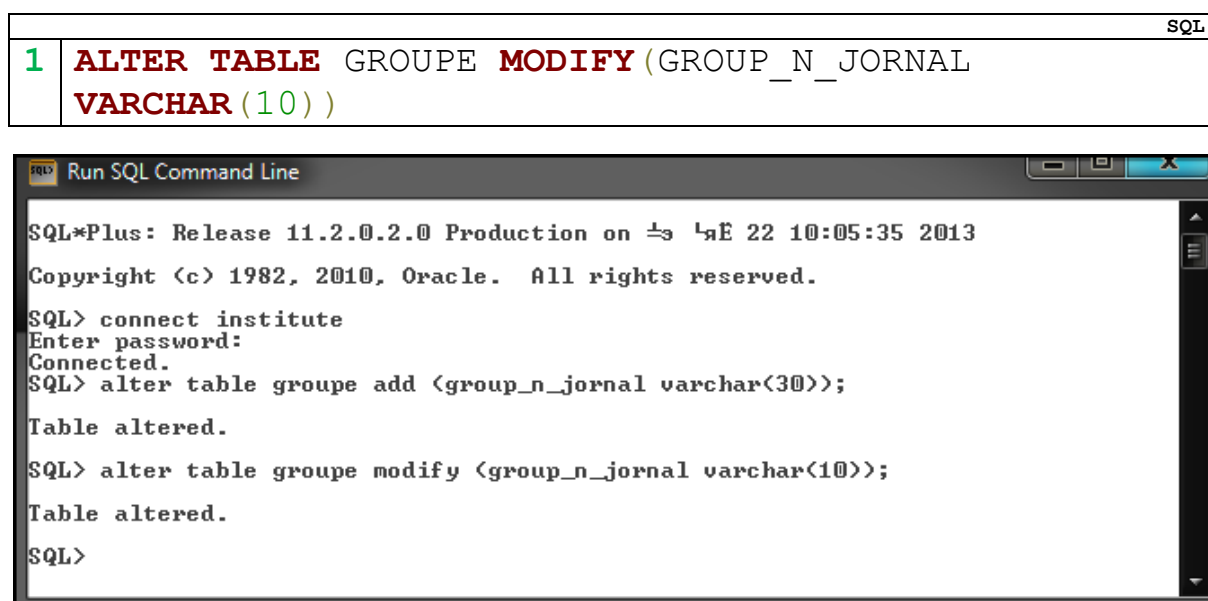 SQL
1 ALTER TABLE GROUPE MODIFY(GROUP_N_JORNAL
VARCHAR(10))
Run SQL Command Line
SQL*Plus: Release 11.2.0.2.0 Production on 22 10:05:35 2013
Copyright (c) 1982, 2010, Oracle. All rights reserved.
SQL> connect institute
Enter password:
Connected.
SQL> alter table groupe add (group_n_jornal varchar(30));
Table altered.
SQL> alter table groupe modify (group_n_jornal varchar(10));
Table altered.
SQL>